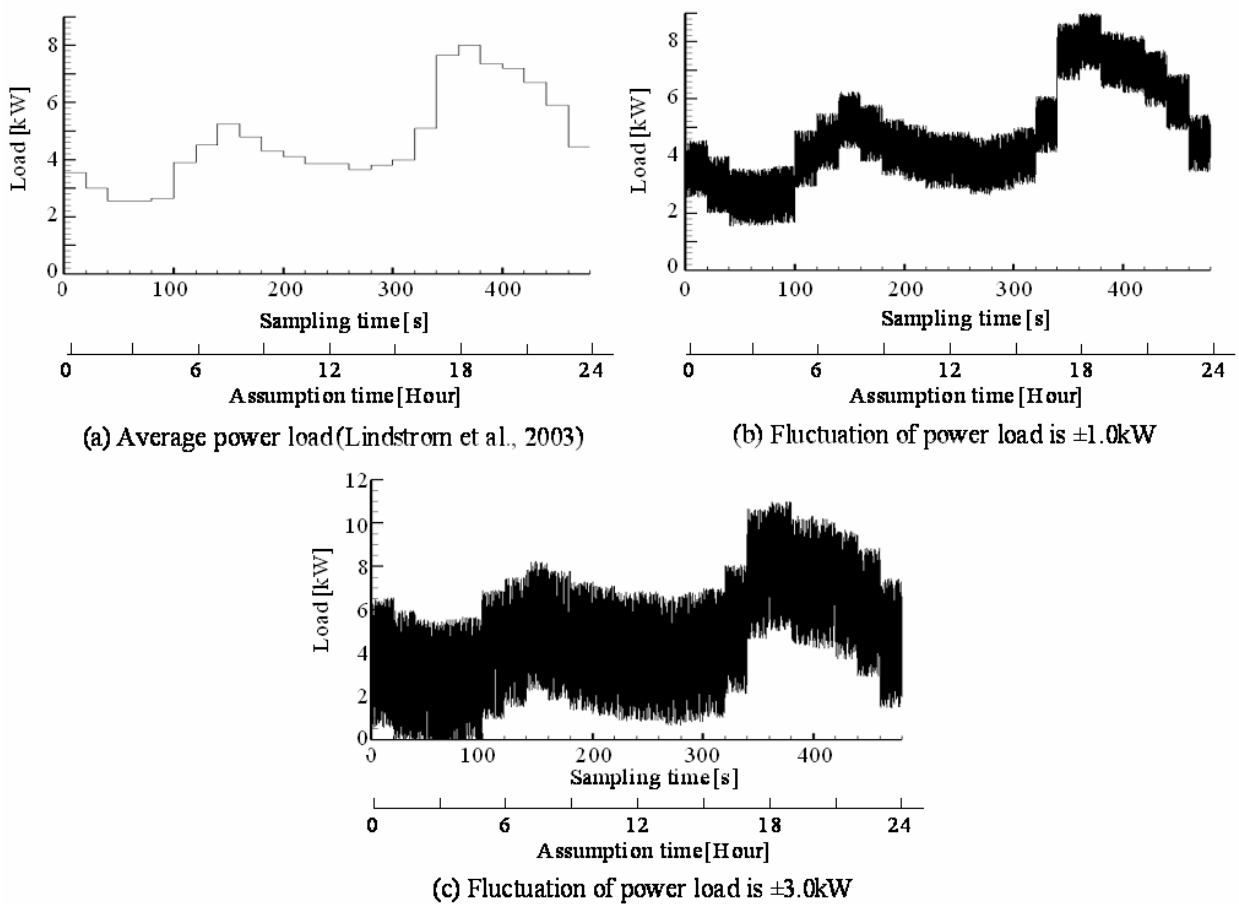 8
6
4
2
0
Load [kW]
0 100 200 300 400
Sampling time [s]
0 6 12 18 24
Assumption time [Hour]
(a) Average power load (Lindstrom et al., 2003)
8
6
4
2
0
Load [kW]
0 100 200 300 400
Sampling time [s]
0 6 12 18 24
Assumption time [Hour]
(b) Fluctuation of power load is ±1.0kW
12
10
8
6
4
2
0
Load [kW]
0 100 200 300 400
Sampling time [s]
0 6 12 18 24
Assumption time [Hour]
(c) Fluctuation of power load is ±3.0kW